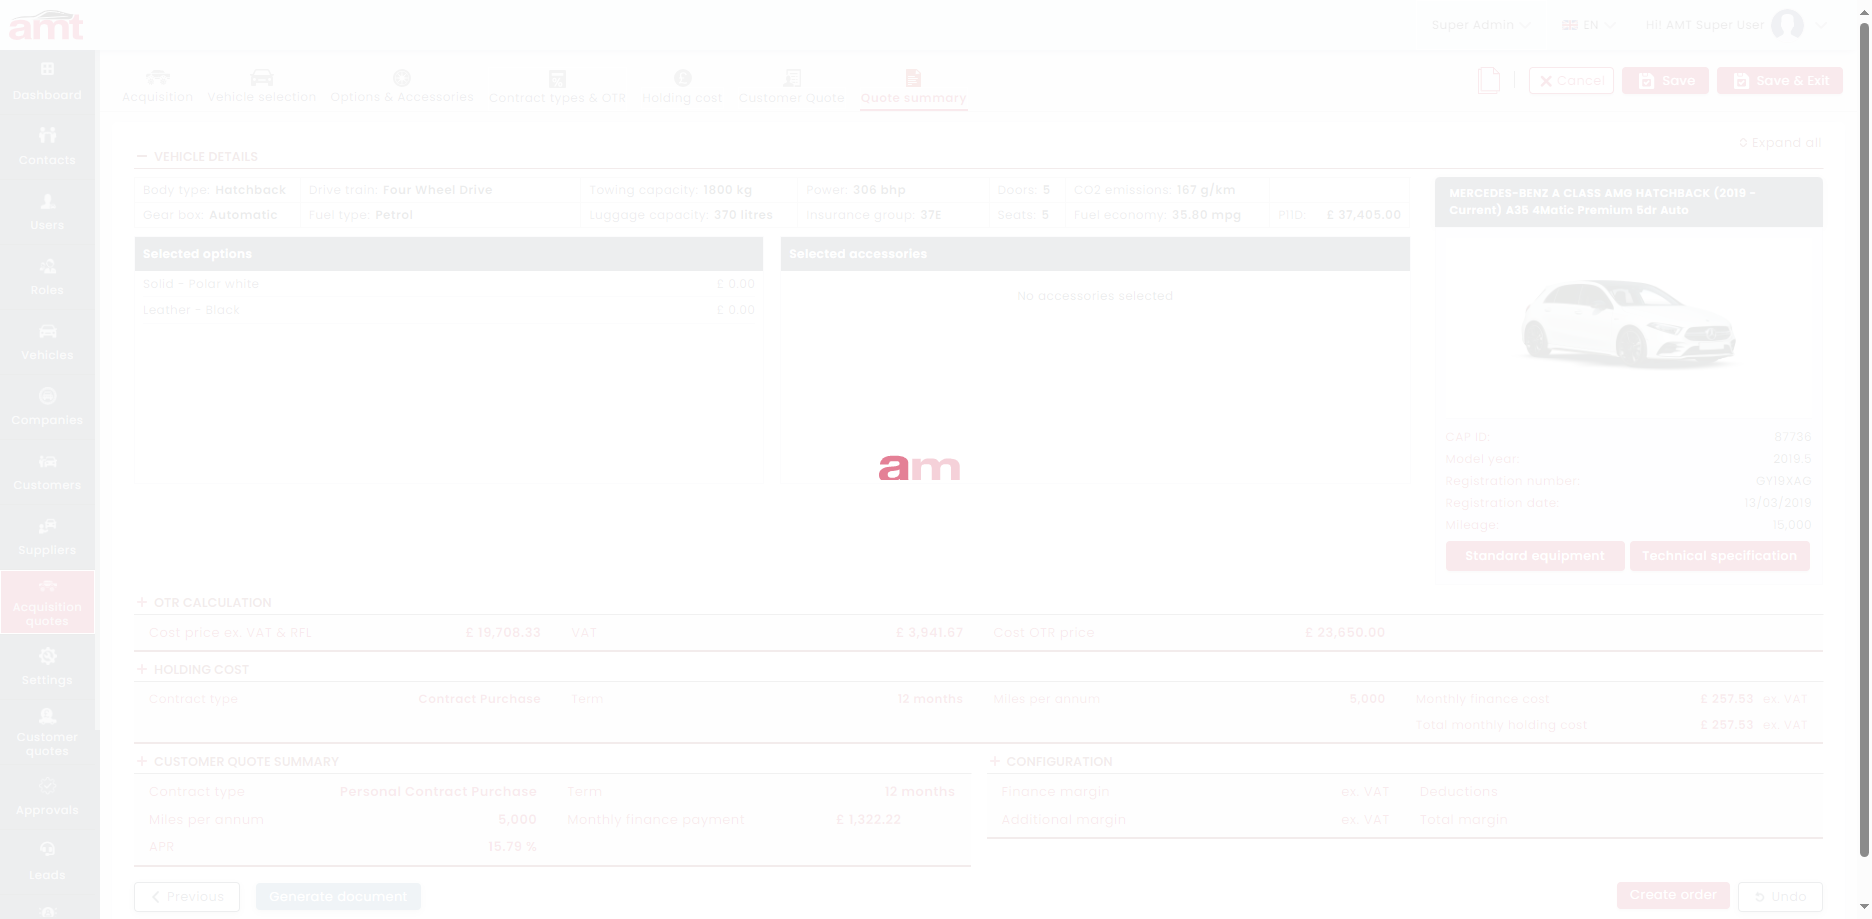 amt
Super Admin EN Hi! AMT Super User
Dashboard
Contacts
Users
Roles
Vehicles
Companies
Customers
Suppliers
Acquisition
quotes
Settings
Customer
quotes
Approvals
Leads
Acquisition Vehicle selection Options & Accessories Contract types & OTR Holding cost Customer Quote Quote summary
Cancel Save Save & Exit
Expand all
VEHICLE DETAILS
Body type: Hatchback Drive train: Four Wheel Drive Towing capacity: 1800 kg Power: 306 bhp Doors: 5 CO2 emissions: 167 g/km
Gear box: Automatic Fuel type: Petrol Luggage capacity: 370 litres Insurance group: 37E Seats: 5 Fuel economy: 35.80 mpg P11D: £ 37,405.00
Selected options
Solid - Polar white £ 0.00
Leather - Black £ 0.00
Selected accessories
No accessories selected
MERCEDES-BENZ A CLASS AMG HATCHBACK (2019 -
Current) A35 4Matic Premium 5dr Auto
CAP ID: 87736
Model year: 2019.5
Registration number: GY19XAG
Registration date: 13/03/2019
Mileage: 15,000
Standard equipment Technical specification
am
OTR CALCULATION
Cost price ex. VAT & RFL £ 19,708.33 VAT £ 3,941.67 Cost OTR price £ 23,650.00
HOLDING COST
Contract type Contract Purchase Term 12 months Miles per annum 5,000 Monthly finance cost £ 257.53 ex. VAT
Total monthly holding cost £ 257.53 ex. VAT
CUSTOMER QUOTE SUMMARY
Contract type Personal Contract Purchase Term 12 months
Miles per annum 5,000 Monthly finance payment £ 1,322.22
APR 15,79 %
CONFIGURATION
Finance margin ex. VAT Deductions
Additional margin ex. VAT Total margin
Previous Generate document Create order Undo